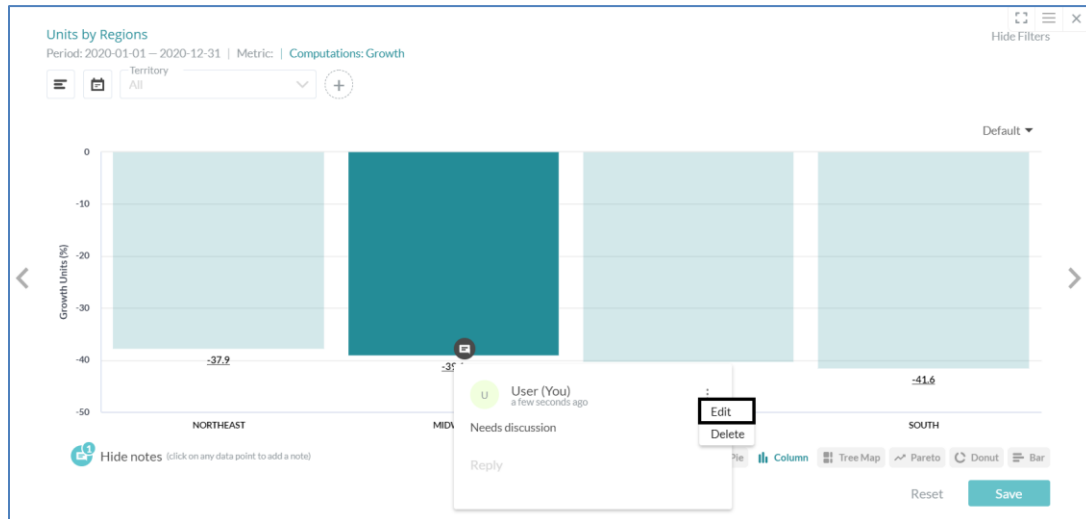 Units by Regions
Hide Filters
Period: 2020-01-01 — 2020-12-31 | Metric: | Computations: Growth
Territory
All
Default
0
-10
-20
-30
-40
-50
Growth Units (%)
-37.9
-41.6
NORTHEAST
SOUTH
U
User (You)
a few seconds ago
Needs discussion
Reply
Edit
Delete
1
Hide notes (click on any data point to add a note)
Pie
Column
Tree Map
Pareto
Donut
Bar
Reset
Save